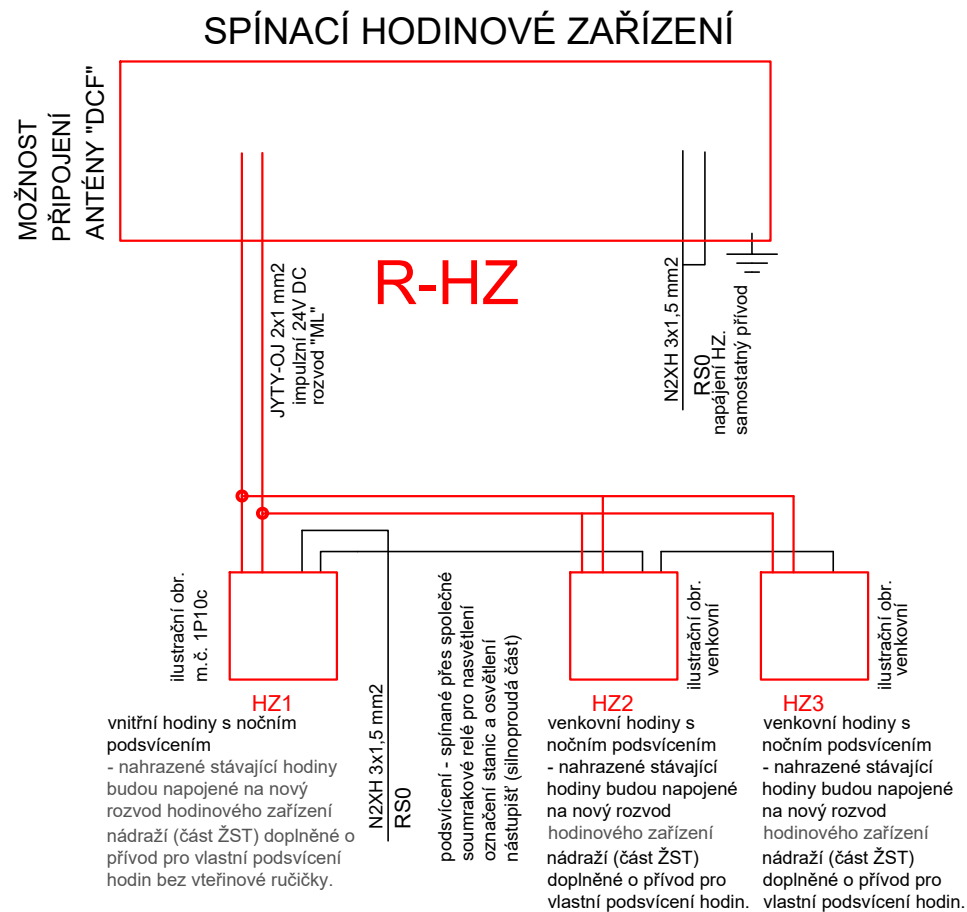 SPÍNACÍ HODINOVÉ ZAŘÍZENÍ
MOŽNOST
PŘIPOJENÍ
ANTÉNY "DCF"
R-HZ
JYTY-OJ 2x1 mm2
impulzní 24V DC
rozvod "ML"
N2XH 3x1,5 mm2
RS0
napájení HZ.
samostatný přívod
ilustrační obr.
m.č. 1P10c
HZ1
vnitřní hodiny s nočním
podsvícením
- nahrazené stávající hodiny
budou napojené na nový
rozvod hodinového zařízení
nádraží (část ŽST) doplněné o
přívod pro vlastní podsvícení
hodin bez vteřinové ručičky.
N2XH 3x1,5 mm2
RS0
podsvícení - spínané přes společné
soumrakové relé pro nasvětlení
označení stanic a osvětlení
nástupišť (silnoproudá část)
ilustrační obr.
venkovní
HZ2
venkovní hodiny s
nočním podsvícením
- nahrazené stávající
hodiny budou napojené
na nový rozvod
hodinového zařízení
nádraží (část ŽST)
doplněné o přívod pro
vlastní podsvícení hodin.
ilustrační obr.
venkovní
HZ3
venkovní hodiny s
nočním podsvícením
- nahrazené stávající
hodiny budou napojené
na nový rozvod
hodinového zařízení
nádraží (část ŽST)
doplněné o přívod pro
vlastní podsvícení hodin.